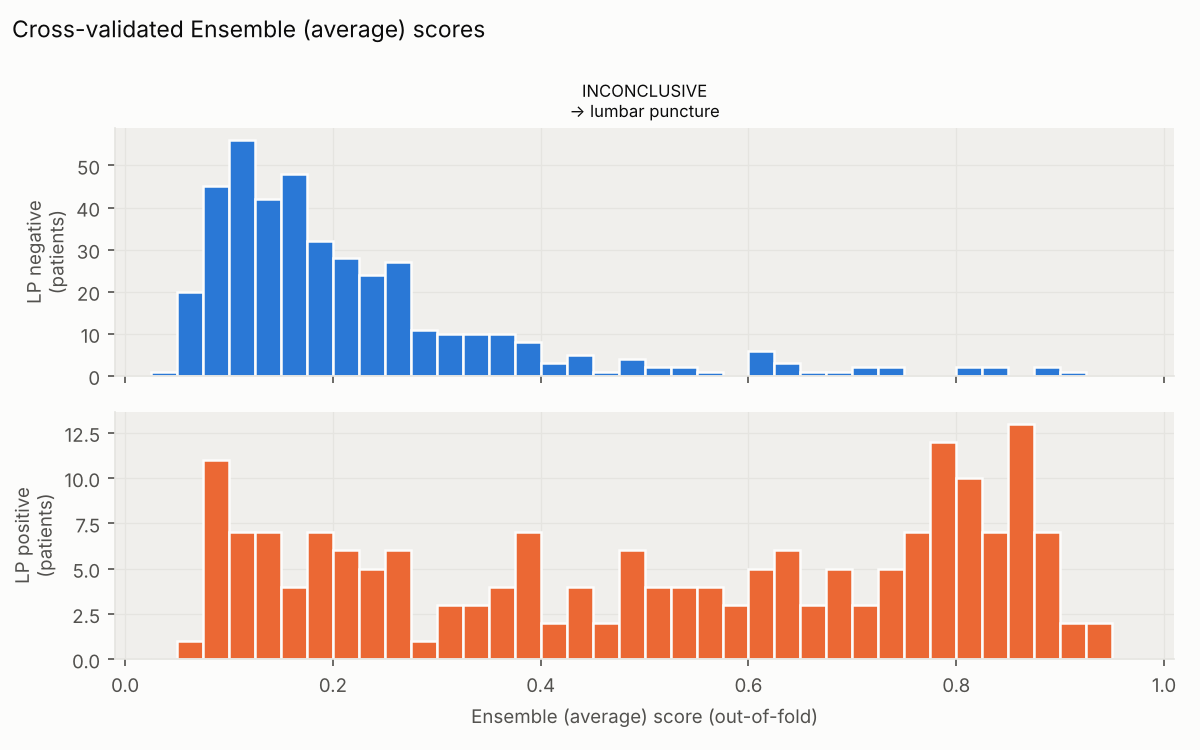 Cross-validated Ensemble (average) scores
INCONCLUSIVE
→ lumbar puncture
LP negative
(patients)
50
40
30
20
10
0
LP positive
(patients)
12.5
10.0
7.5
5.0
2.5
0.0
0.0 0.2 0.4 0.6 0.8 1.0
Ensemble (average) score (out-of-fold)